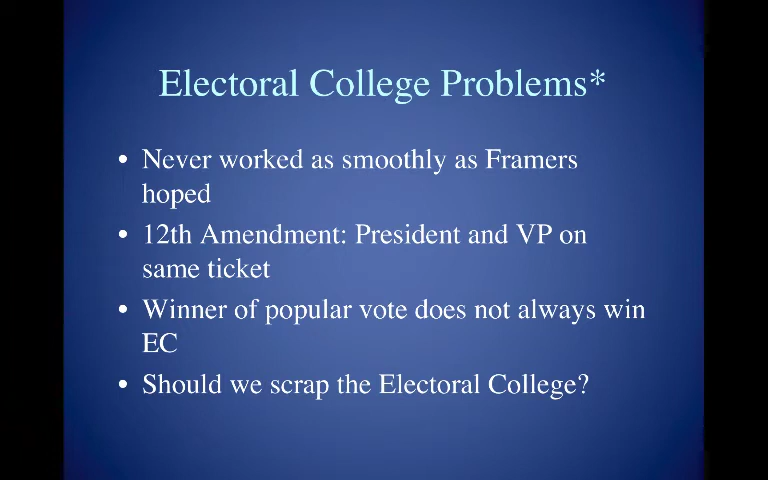 Electoral College Problems*
• Never worked as smoothly as Framers
hoped
• 12th Amendment: President and VP on
same ticket
• Winner of popular vote does not always win
EC
• Should we scrap the Electoral College?